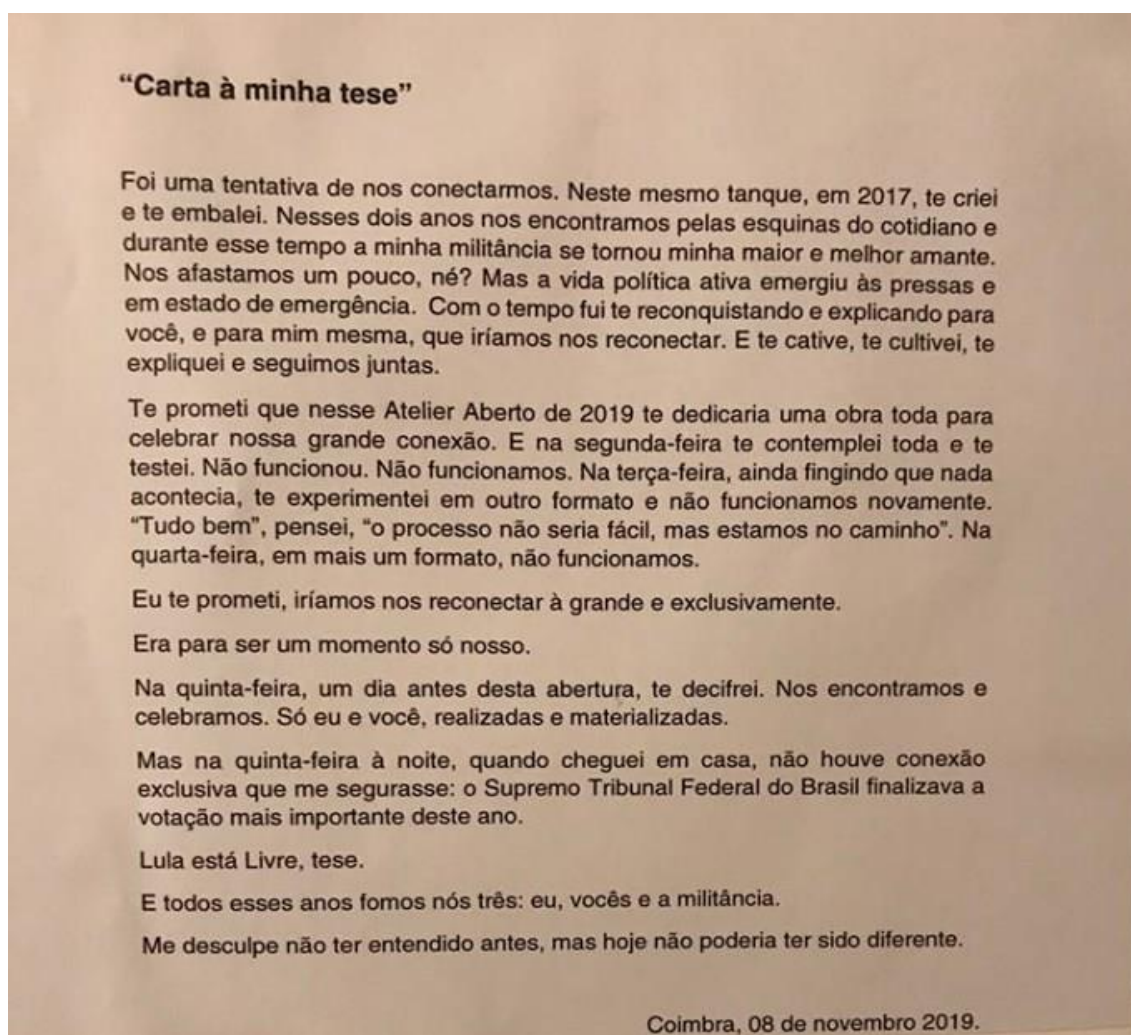 “Carta à minha tese”
Foi uma tentativa de nos conectarmos. Neste mesmo tanque, em 2017, te criei
e te embalei. Nesses dois anos nos encontramos pelas esquinas do cotidiano e
durante esse tempo a minha militância se tornou minha maior e melhor amante.
Nos afastamos um pouco, né? Mas a vida política ativa emergiu às pressas e
em estado de emergência. Com o tempo fui te reconquistando e explicando para
você, e para mim mesma, que iríamos nos reconectar. E te cative, te cultivei, te
expliquei e seguimos juntas.
Te prometi que nesse Atelier Aberto de 2019 te dedicaria uma obra toda para
celebrar nossa grande conexão. E na segunda-feira te contemplei toda e te
testei. Não funcionou. Não funcionamos. Na terça-feira, ainda fingindo que nada
acontecia, te experimentei em outro formato e não funcionamos novamente.
“Tudo bem”, pensei, “o processo não seria fácil, mas estamos no caminho”. Na
quarta-feira, em mais um formato, não funcionamos.
Eu te prometi, iríamos nos reconectar à grande e exclusivamente.
Era para ser um momento só nosso.
Na quinta-feira, um dia antes desta abertura, te decifrei. Nos encontramos e
celebramos. Só eu e você, realizadas e materializadas.
Mas na quinta-feira à noite, quando cheguei em casa, não houve conexão
exclusiva que me segurasse: o Supremo Tribunal Federal do Brasil finalizava a
votação mais importante deste ano.
Lula está Livre, tese.
E todos esses anos fomos nós três: eu, vocês e a militância.
Me desculpe não ter entendido antes, mas hoje não poderia ter sido diferente.
Coimbra, 08 de novembro 2019.